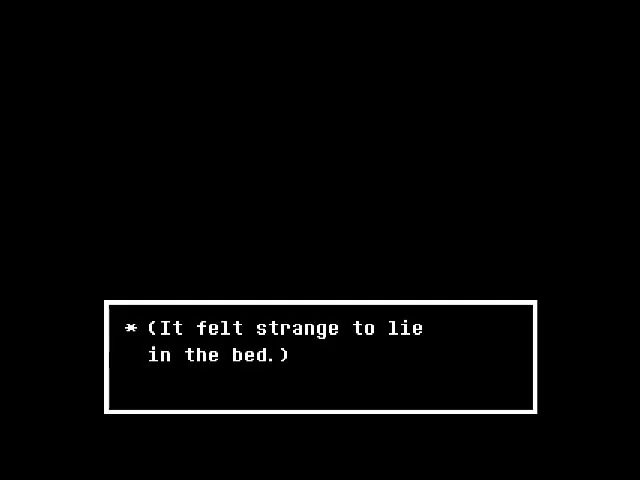 * (It felt strange to lie
in the bed.)